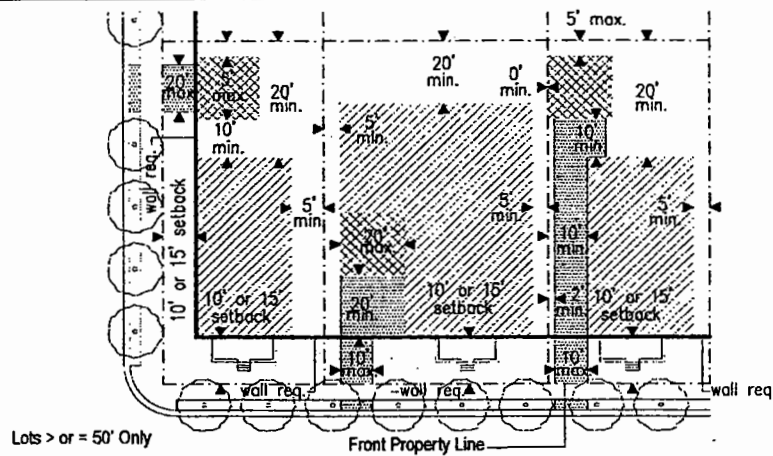 5' max.
20' max
5' max
20' min.
20' min.
0' min.
20' min.
10' min.
5' min.
10' min.
wall req.
5' min.
5' min.
5' min.
10' or 15' setback
20' max
10' min.
20' min.
2'
10' or 15' setback
10' or 15' setback
10' or 15' setback
10' max
10' max
wall req.
wall req.
wall req
Lots > or = 50' Only
Front Property Line